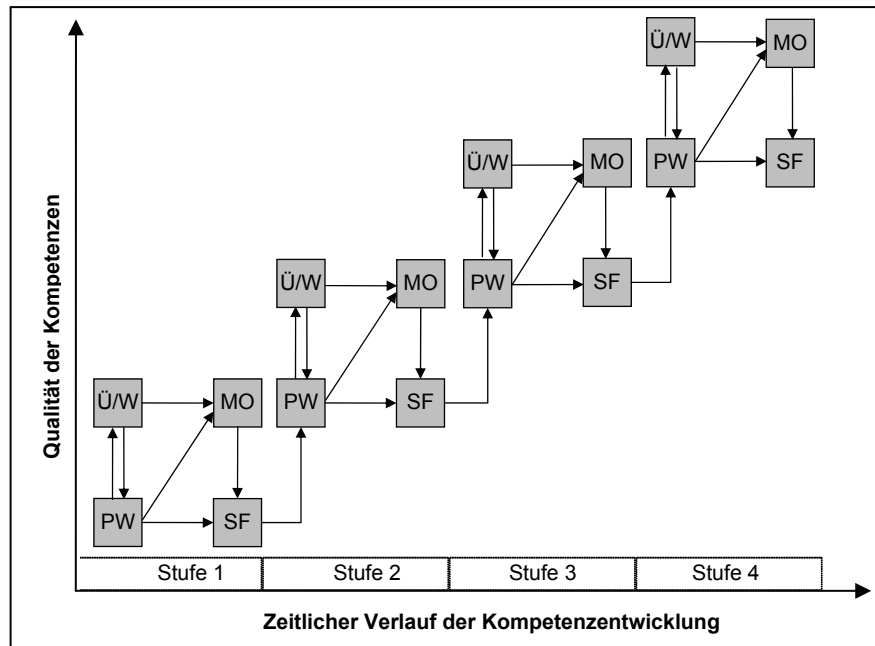 Ü/W
MO
PW
SF
Ü/W
MO
PW
SF
Ü/W
MO
PW
SF
Ü/W
MO
PW
SF
Qualität der Kompetenzen
Stufe 1
Stufe 2
Stufe 3
Stufe 4
Zeitlicher Verlauf der Kompetenzentwicklung